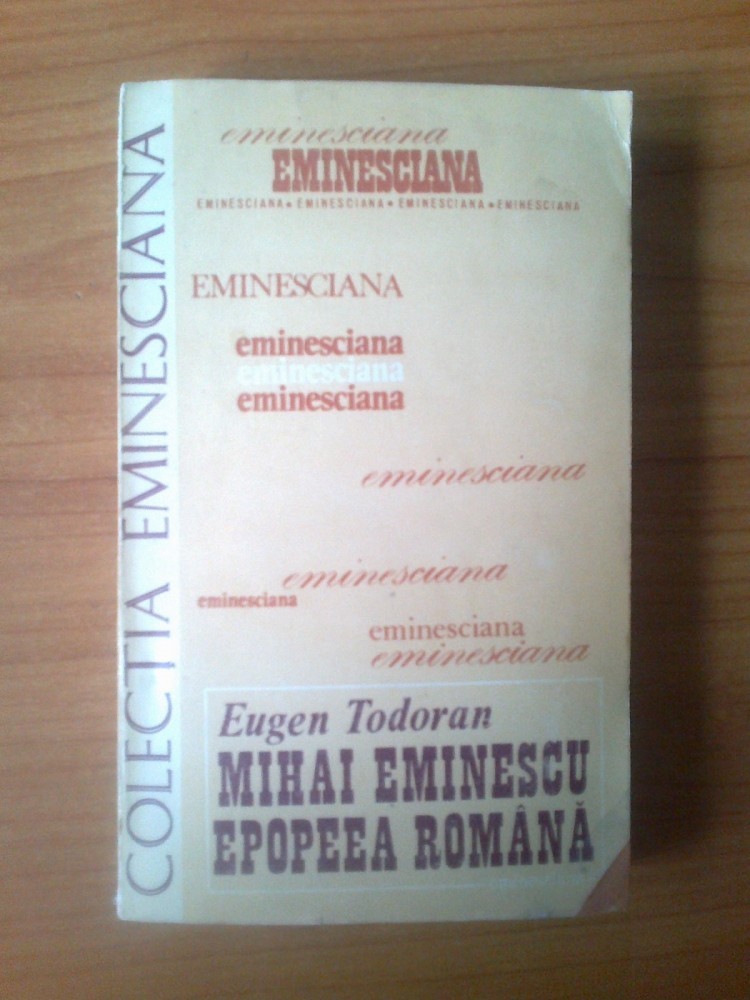 COLECȚIA EMINESCIANA
eminesciana
EMINESCIANA
EMINESCIANA ★ EMINESCIANA ★ EMINESCIANA ★ EMINESCIANA
EMINESCIANA
eminesciana
eminesciana
eminesciana
eminesciana
eminesciana
eminesciana
eminesciana
eminesciana
Eugen Todoran
MIHAI EMINESCU
EPOPEEA ROMÂNĂ